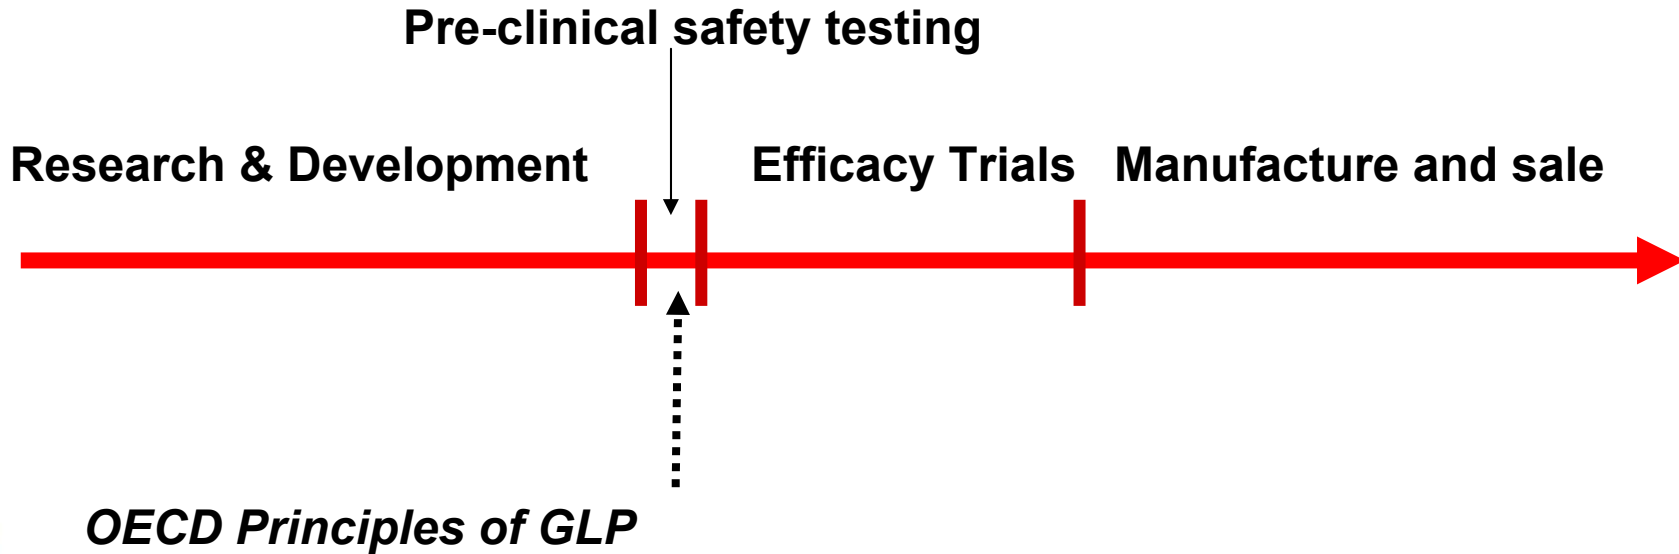 Pre-clinical safety testing
Research & Development
Efficacy Trials
Manufacture and sale
OECD Principles of GLP